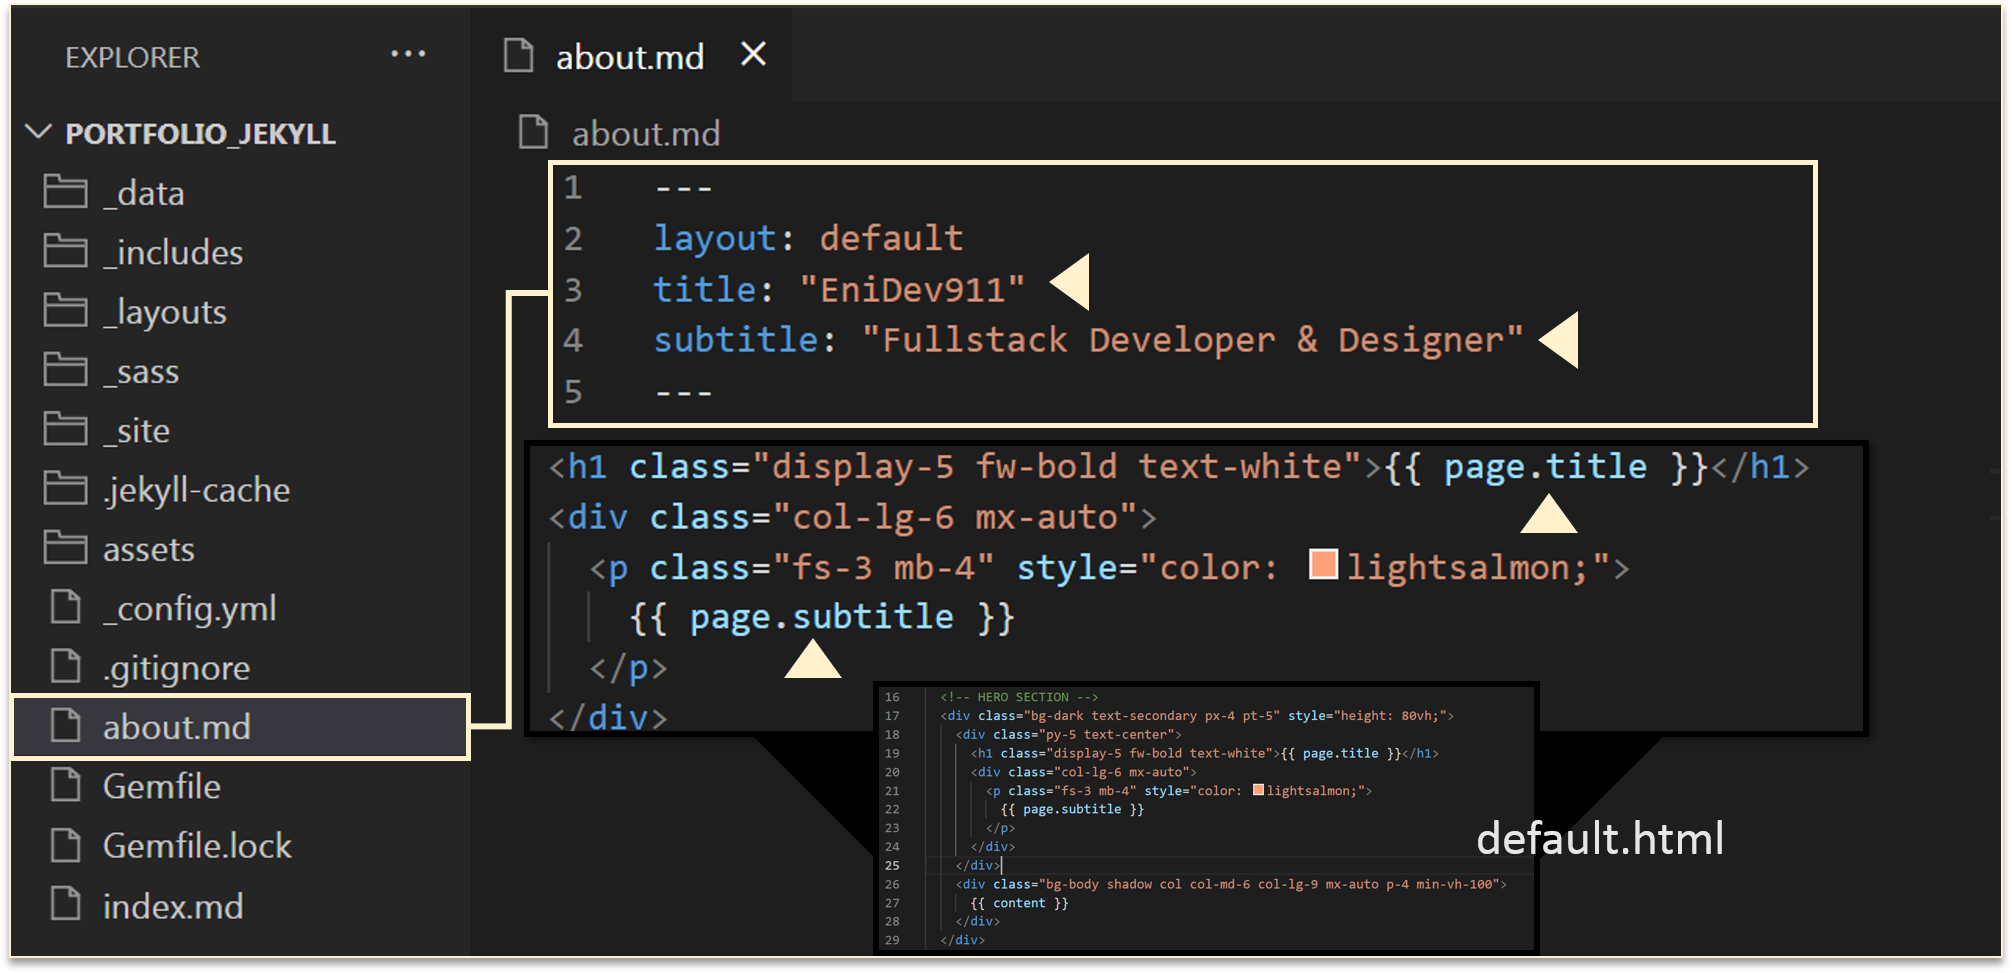 EXPLORER ···
PORTFOLIO_JEKYLL
_data
_includes
_layouts
_sass
_site
.jekyll-cache
assets
_config.yml
.gitignore
about.md
Gemfile
Gemfile.lock
index.md
about.md
about.md
1 ---
2 layout: default
3 title: "EniDev911"
4 subtitle: "Fullstack Developer & Designer"
5 ---
<h1 class="display-5 fw-bold text-white">{{ page.title }}</h1>
<div class="col-lg-6 mx-auto">
<p class="fs-3 mb-4" style="color: lightsalmon;">
{{ page.subtitle }}
</p>
</div>
16 <!-- HERO SECTION -->
17 <div class="bg-dark text-secondary px-4 pt-5" style="height: 80vh;">
18 <div class="py-5 text-center">
19 <h1 class="display-5 fw-bold text-white">{{ page.title }}</h1>
20 <div class="col-lg-6 mx-auto">
21 <p class="fs-3 mb-4" style="color: lightsalmon;">
22 {{ page.subtitle }}
23 </p>
24 </div>
25 </div>
26 <div class="bg-body shadow col col-md-6 col-lg-9 mx-auto p-4 min-vh-100">
27 {{ content }}
28 </div>
29 </div>
default.html